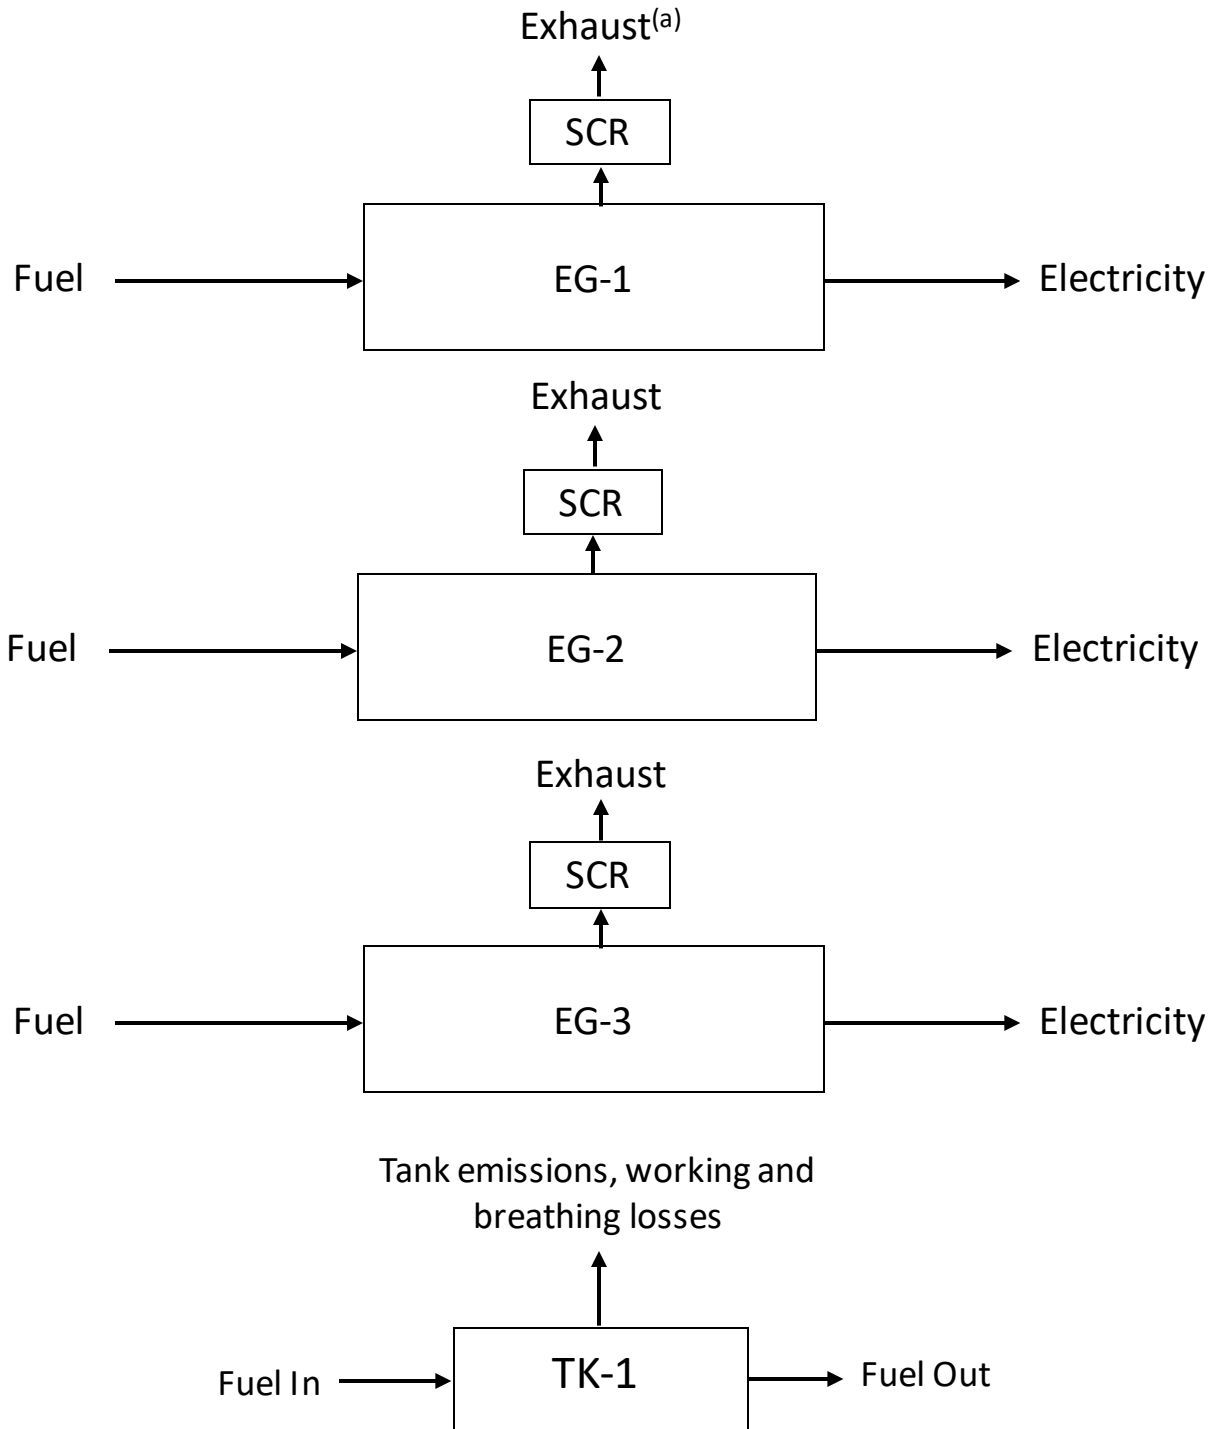 Exhaust(a)
SCR
Fuel
EG-1
Electricity
Exhaust
SCR
Fuel
EG-2
Electricity
Exhaust
SCR
Fuel
EG-3
Electricity
Tank emissions, working and
breathing losses
Fuel In
TK-1
Fuel Out